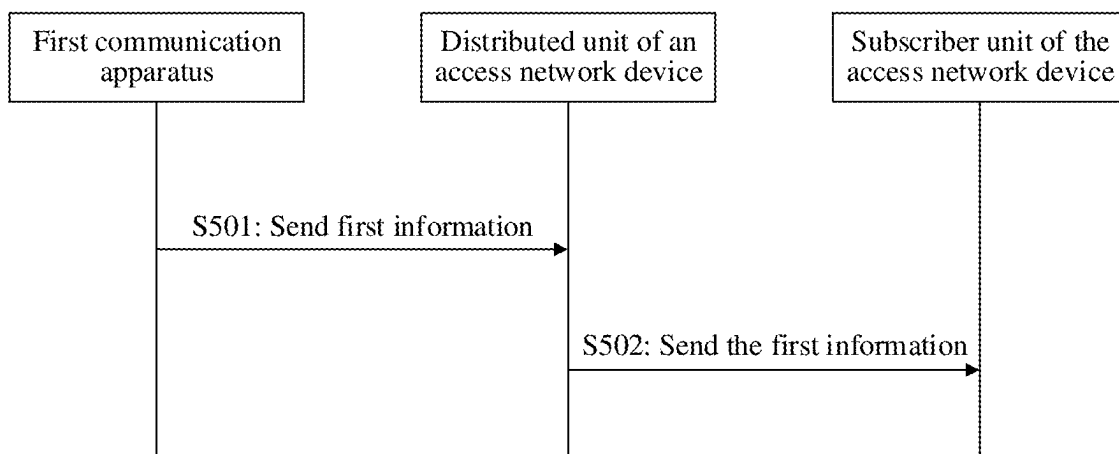 First communication
apparatus
Distributed unit of an
access network device
Subscriber unit of the
access network device
S501: Send first information
S502: Send the first information